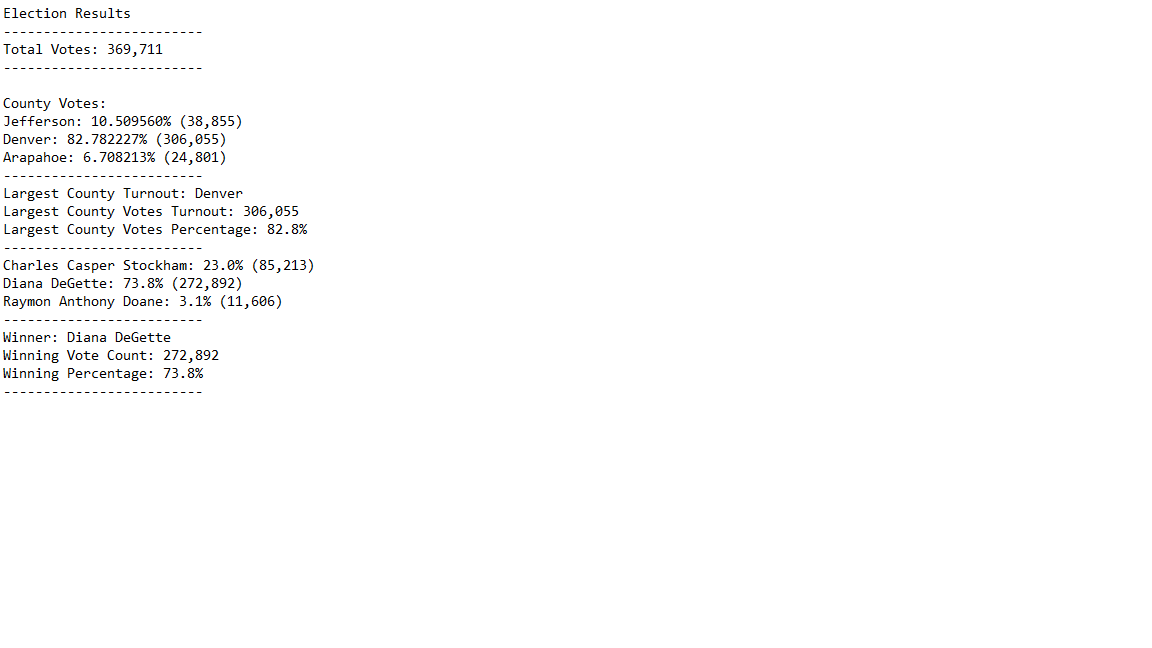 Election Results
-------------------------
Total Votes: 369,711
-------------------------

County Votes:
Jefferson: 10.509560% (38,855)
Denver: 82.782227% (306,055)
Arapahoe: 6.708213% (24,801)
-------------------------
Largest County Turnout: Denver
Largest County Votes Turnout: 306,055
Largest County Votes Percentage: 82.8%
-------------------------
Charles Casper Stockham: 23.0% (85,213)
Diana DeGette: 73.8% (272,892)
Raymon Anthony Doane: 3.1% (11,606)
-------------------------
Winner: Diana DeGette
Winning Vote Count: 272,892
Winning Percentage: 73.8%
-------------------------